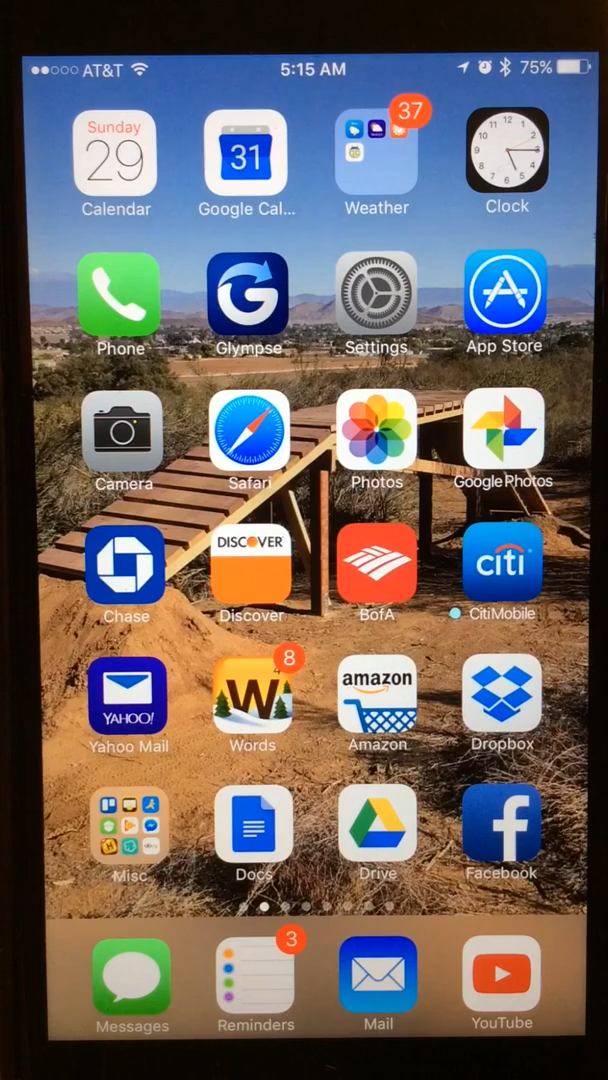 AT&T 5:15 AM 75%
37
Sunday
29 31
Calendar Google Cal... Weather Clock
Phone Glympse Settings App Store
Camera Safari Photos Google Photos
DISCOVER citi
Chase Discover BofA CitiMobile
8
YAHOO! W amazon
Yahoo Mail Words Amazon Dropbox
Misc Docs Drive Facebook
3
Messages Reminders Mail YouTube